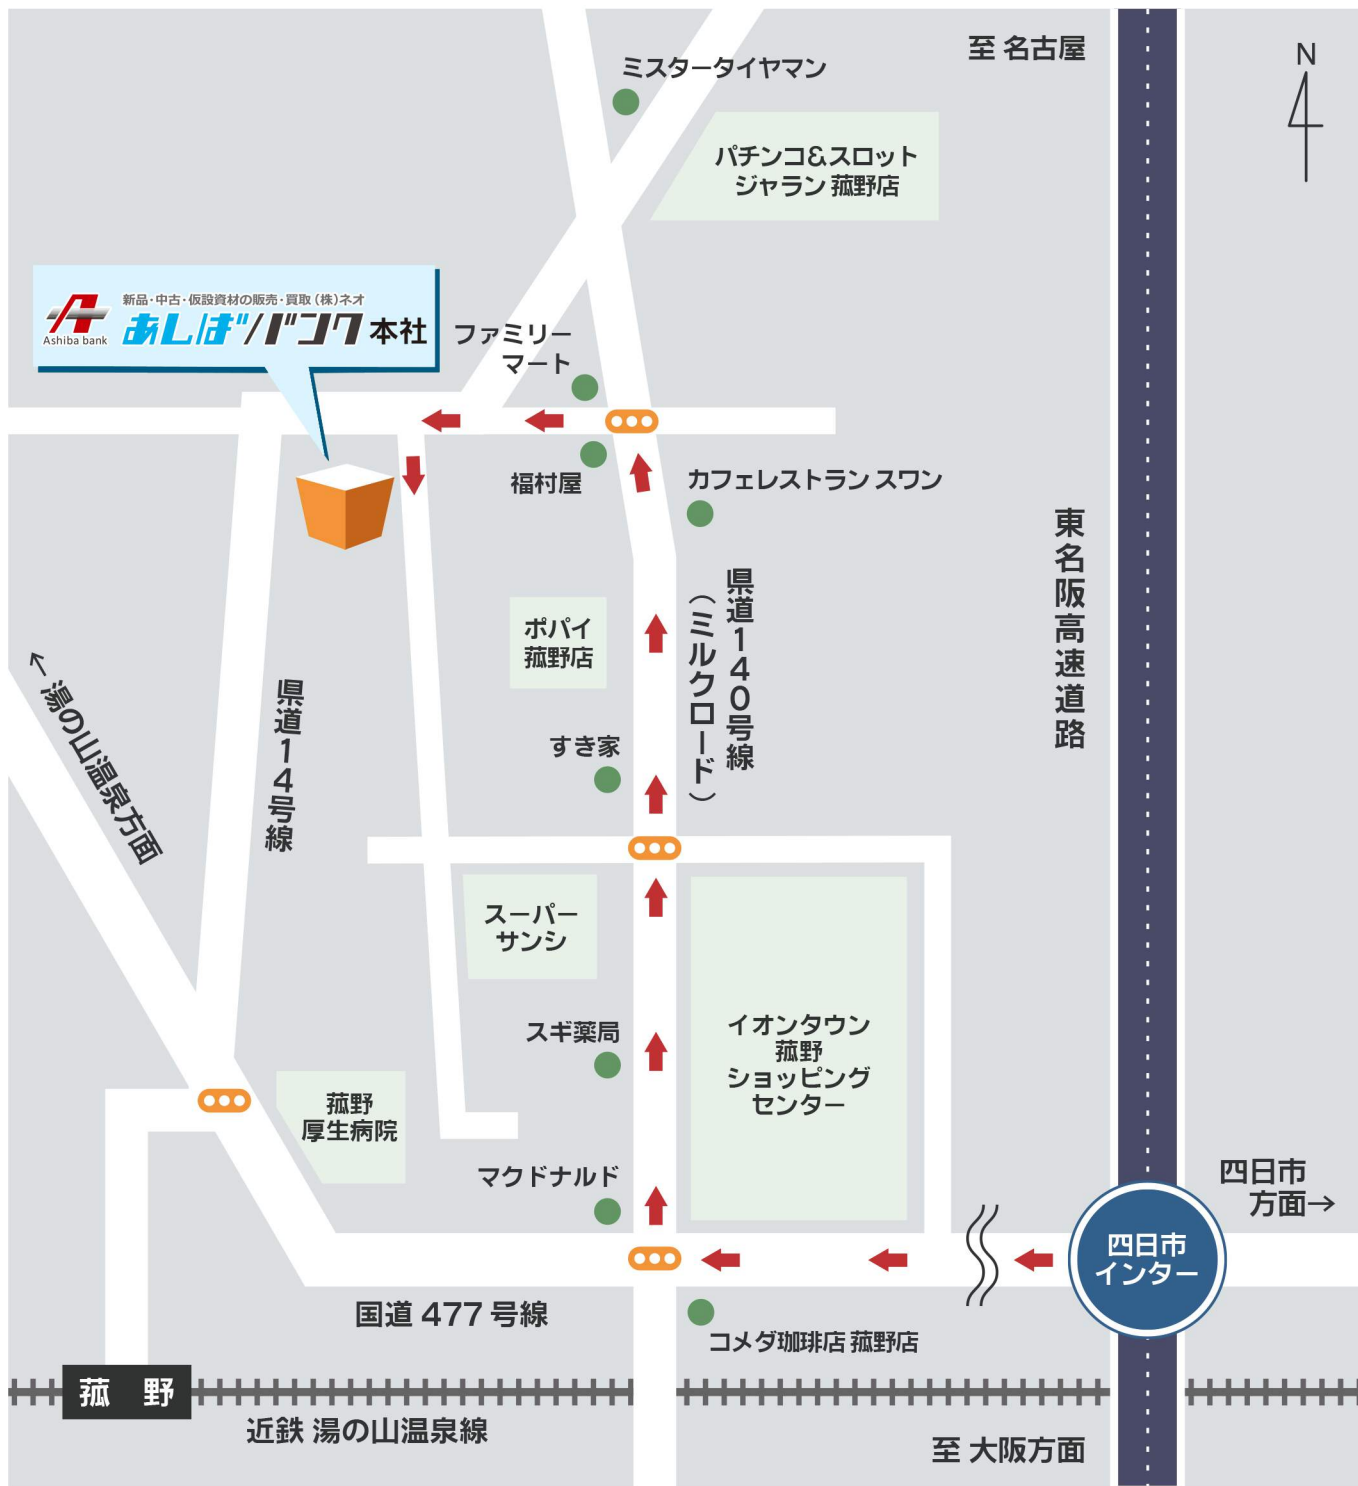 至 名古屋
N
ミスタータイヤマン
パチンコ&スロット
ジャラン 菰野店
新品・中古・仮設資材の販売・買取 (株)ネオ
あしばバンク 本社
Ashiba bank
ファミリー
マート
福村屋
カフェレストラン スワン
東名阪高速道路
県道140号線
（ミルクロード）
ポパイ
菰野店
すき家
←湯の山温泉方面
県道14号線
スーパー
サンシ
スギ薬局
イオンタウン
菰野
ショッピング
センター
菰野
厚生病院
マクドナルド
四日市
方面→
四日市
インター
国道 477 号線
コメダ珈琲店 菰野店
菰 野
近鉄 湯の山温泉線
至 大阪方面